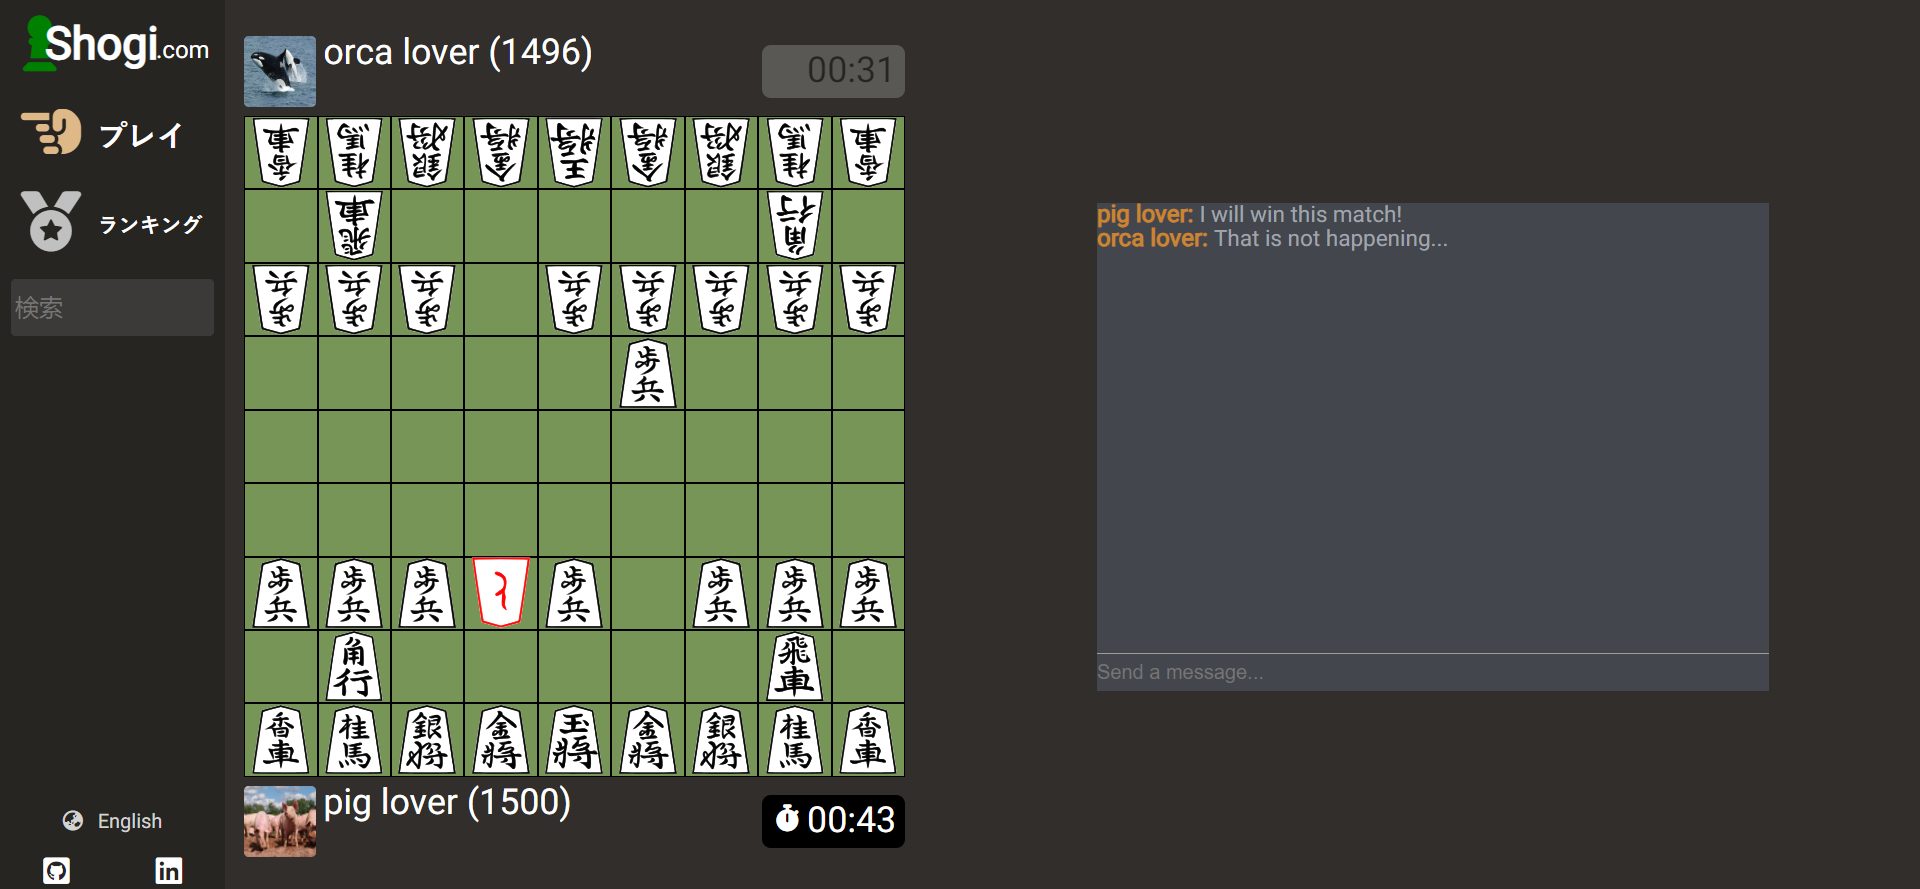 Shogi.com
プレイ
ランキング
検索
English
in
orca lover (1496)
00:31
香車 桂馬 銀将 金将 王将 金将 銀将 桂馬 香車
飛車 角行
歩兵 歩兵 歩兵 歩兵 歩兵 歩兵 歩兵 歩兵
歩兵
歩兵 歩兵 歩兵 歩兵 歩兵 歩兵 歩兵
角行 飛車
香車 桂馬 銀将 金将 玉将 金将 銀将 桂馬 香車
pig lover (1500)
00:43
pig lover: I will win this match!
orca lover: That is not happening...
Send a message...